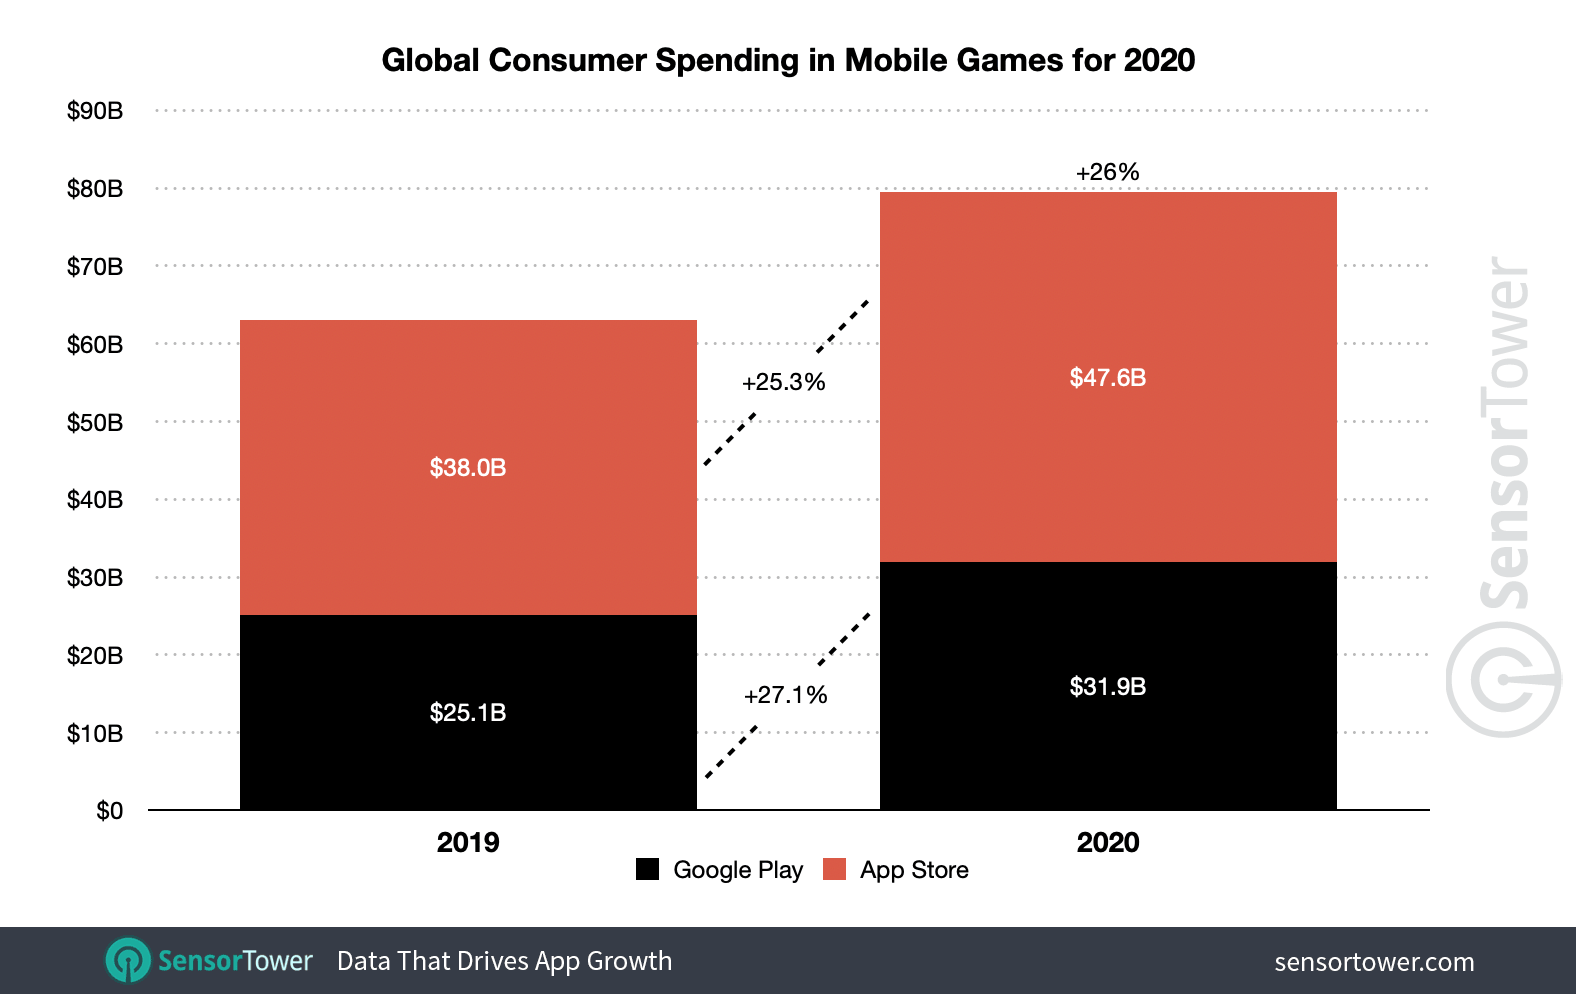 Global Consumer Spending in Mobile Games for 2020
$90B
$80B
$70B
$60B
$50B
$40B
$30B
$20B
$10B
$0
+26%
$47.6B
+25.3%
$38.0B
$31.9B
+27.1%
$25.1B
2019
2020
Google Play
App Store
SensorTower
SensorTower
Data That Drives App Growth
sensortower.com